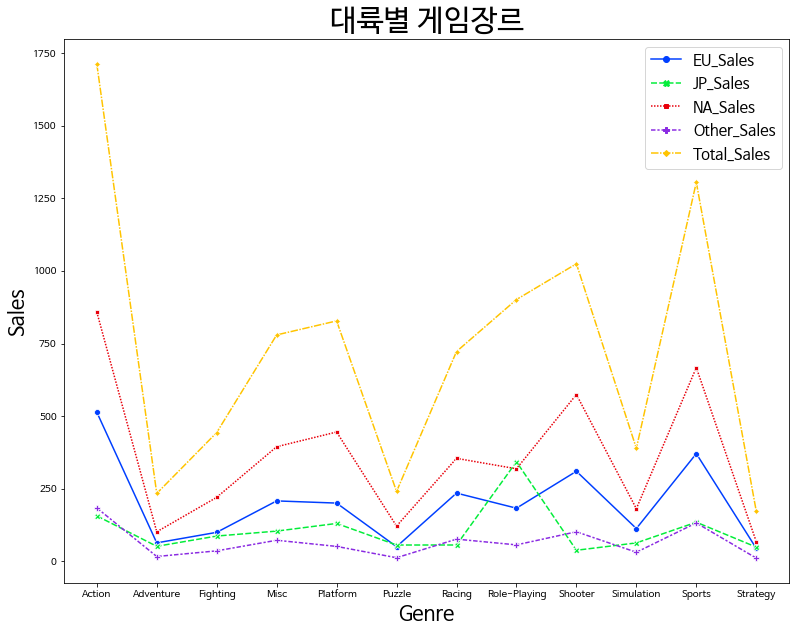 대륙별 게임장르
EU_Sales
JP_Sales
NA_Sales
Other_Sales
Total_Sales
1750
1500
1250
1000
750
500
250
0
Sales
Action Adventure Fighting Misc Platform Puzzle Racing Role-Playing Shooter Simulation Sports Strategy
Genre